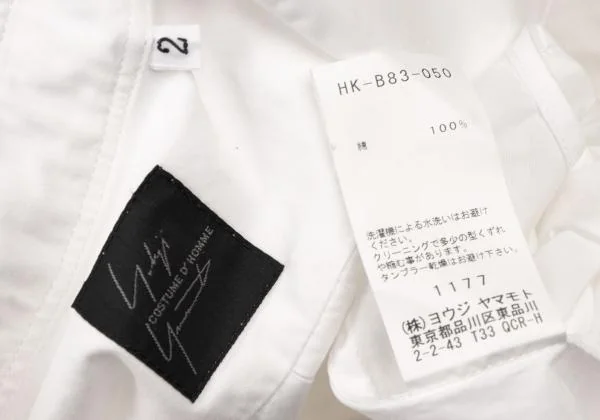 2
Yohji
COSTUME D'HOMME
Yamamoto
HK-B83-050
綿 100%
洗濯機による水洗いはお避け
ください。
クリーニングで多少の型くずれ
や縮む事があります。
タンブラー乾燥はお避け下さい。
1177
(株)ヨウジ ヤマモト
東京都品川区東品川
2-2-43 T33 QCR-H